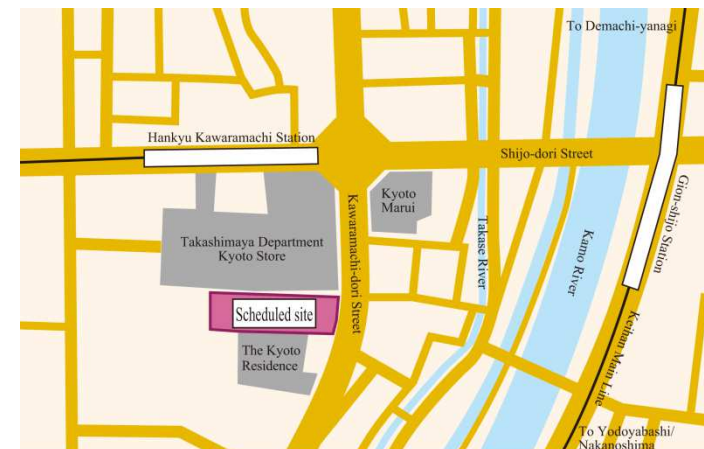 To Demachi-yanagi
Hankyu Kawaramachi Station
Shijo-dori Street
Gion-shijo Station
Kyoto
Marui
Kawaramachi-dori Street
Takase River
Kamo River
Takashimaya Department
Kyoto Store
Scheduled site
The Kyoto
Residence
Keihan Main Line
To Yodoyabashi/
Nakanoshima